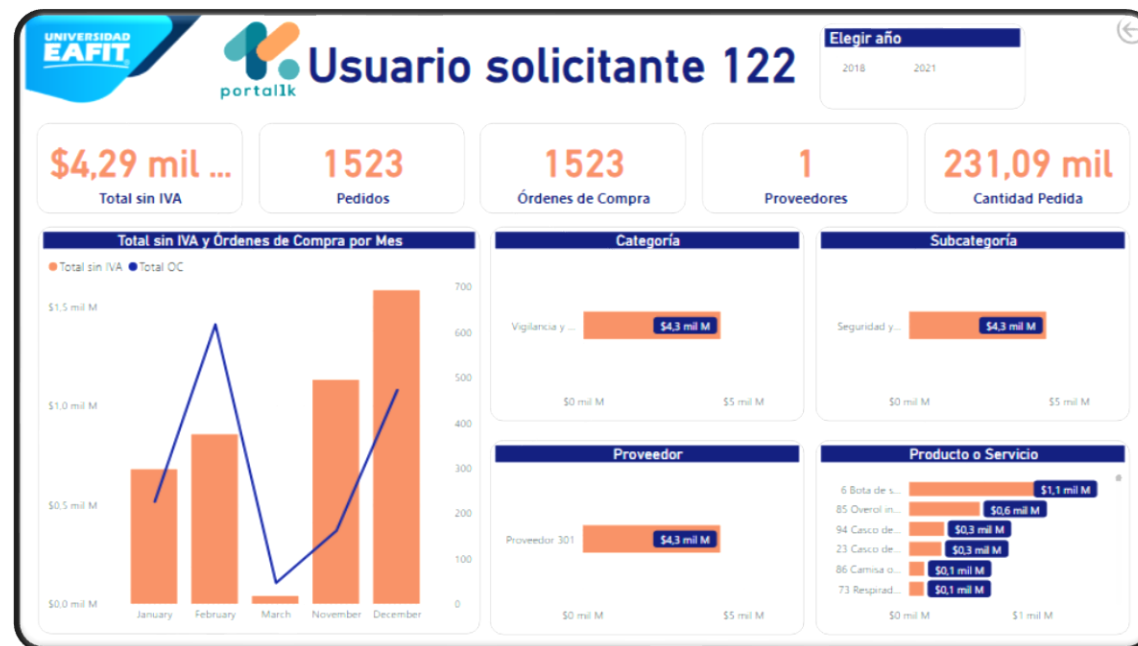 UNIVERSIDAD
EAFIT
portal1k
Usuario solicitante 122
Elegir año
2018 2021
$4,29 mil ...
Total sin IVA
1523
Pedidos
1523
Órdenes de Compra
1
Proveedores
231,09 mil
Cantidad Pedida
Total sin IVA y Órdenes de Compra por Mes
Total sin IVA Total OC
$1,5 mil M
$1,0 mil M
$0,5 mil M
$0,0 mil M
700
600
500
400
300
200
100
0
January February March November December
Categoría
Vigilancia y ... $4,3 mil M
$0 mil M $5 mil M
Subcategoría
Seguridad y... $4,3 mil M
$0 mil M $5 mil M
Proveedor
Proveedor 301 $4,3 mil M
$0 mil M $5 mil M
Producto o Servicio
6 Bota de s... $1,1 mil M
85 Overol in... $0,6 mil M
94 Casco de... $0,3 mil M
23 Casco de... $0,3 mil M
86 Camisa o... $0,1 mil M
73 Respirad... $0,1 mil M
$0 mil M $1 mil M